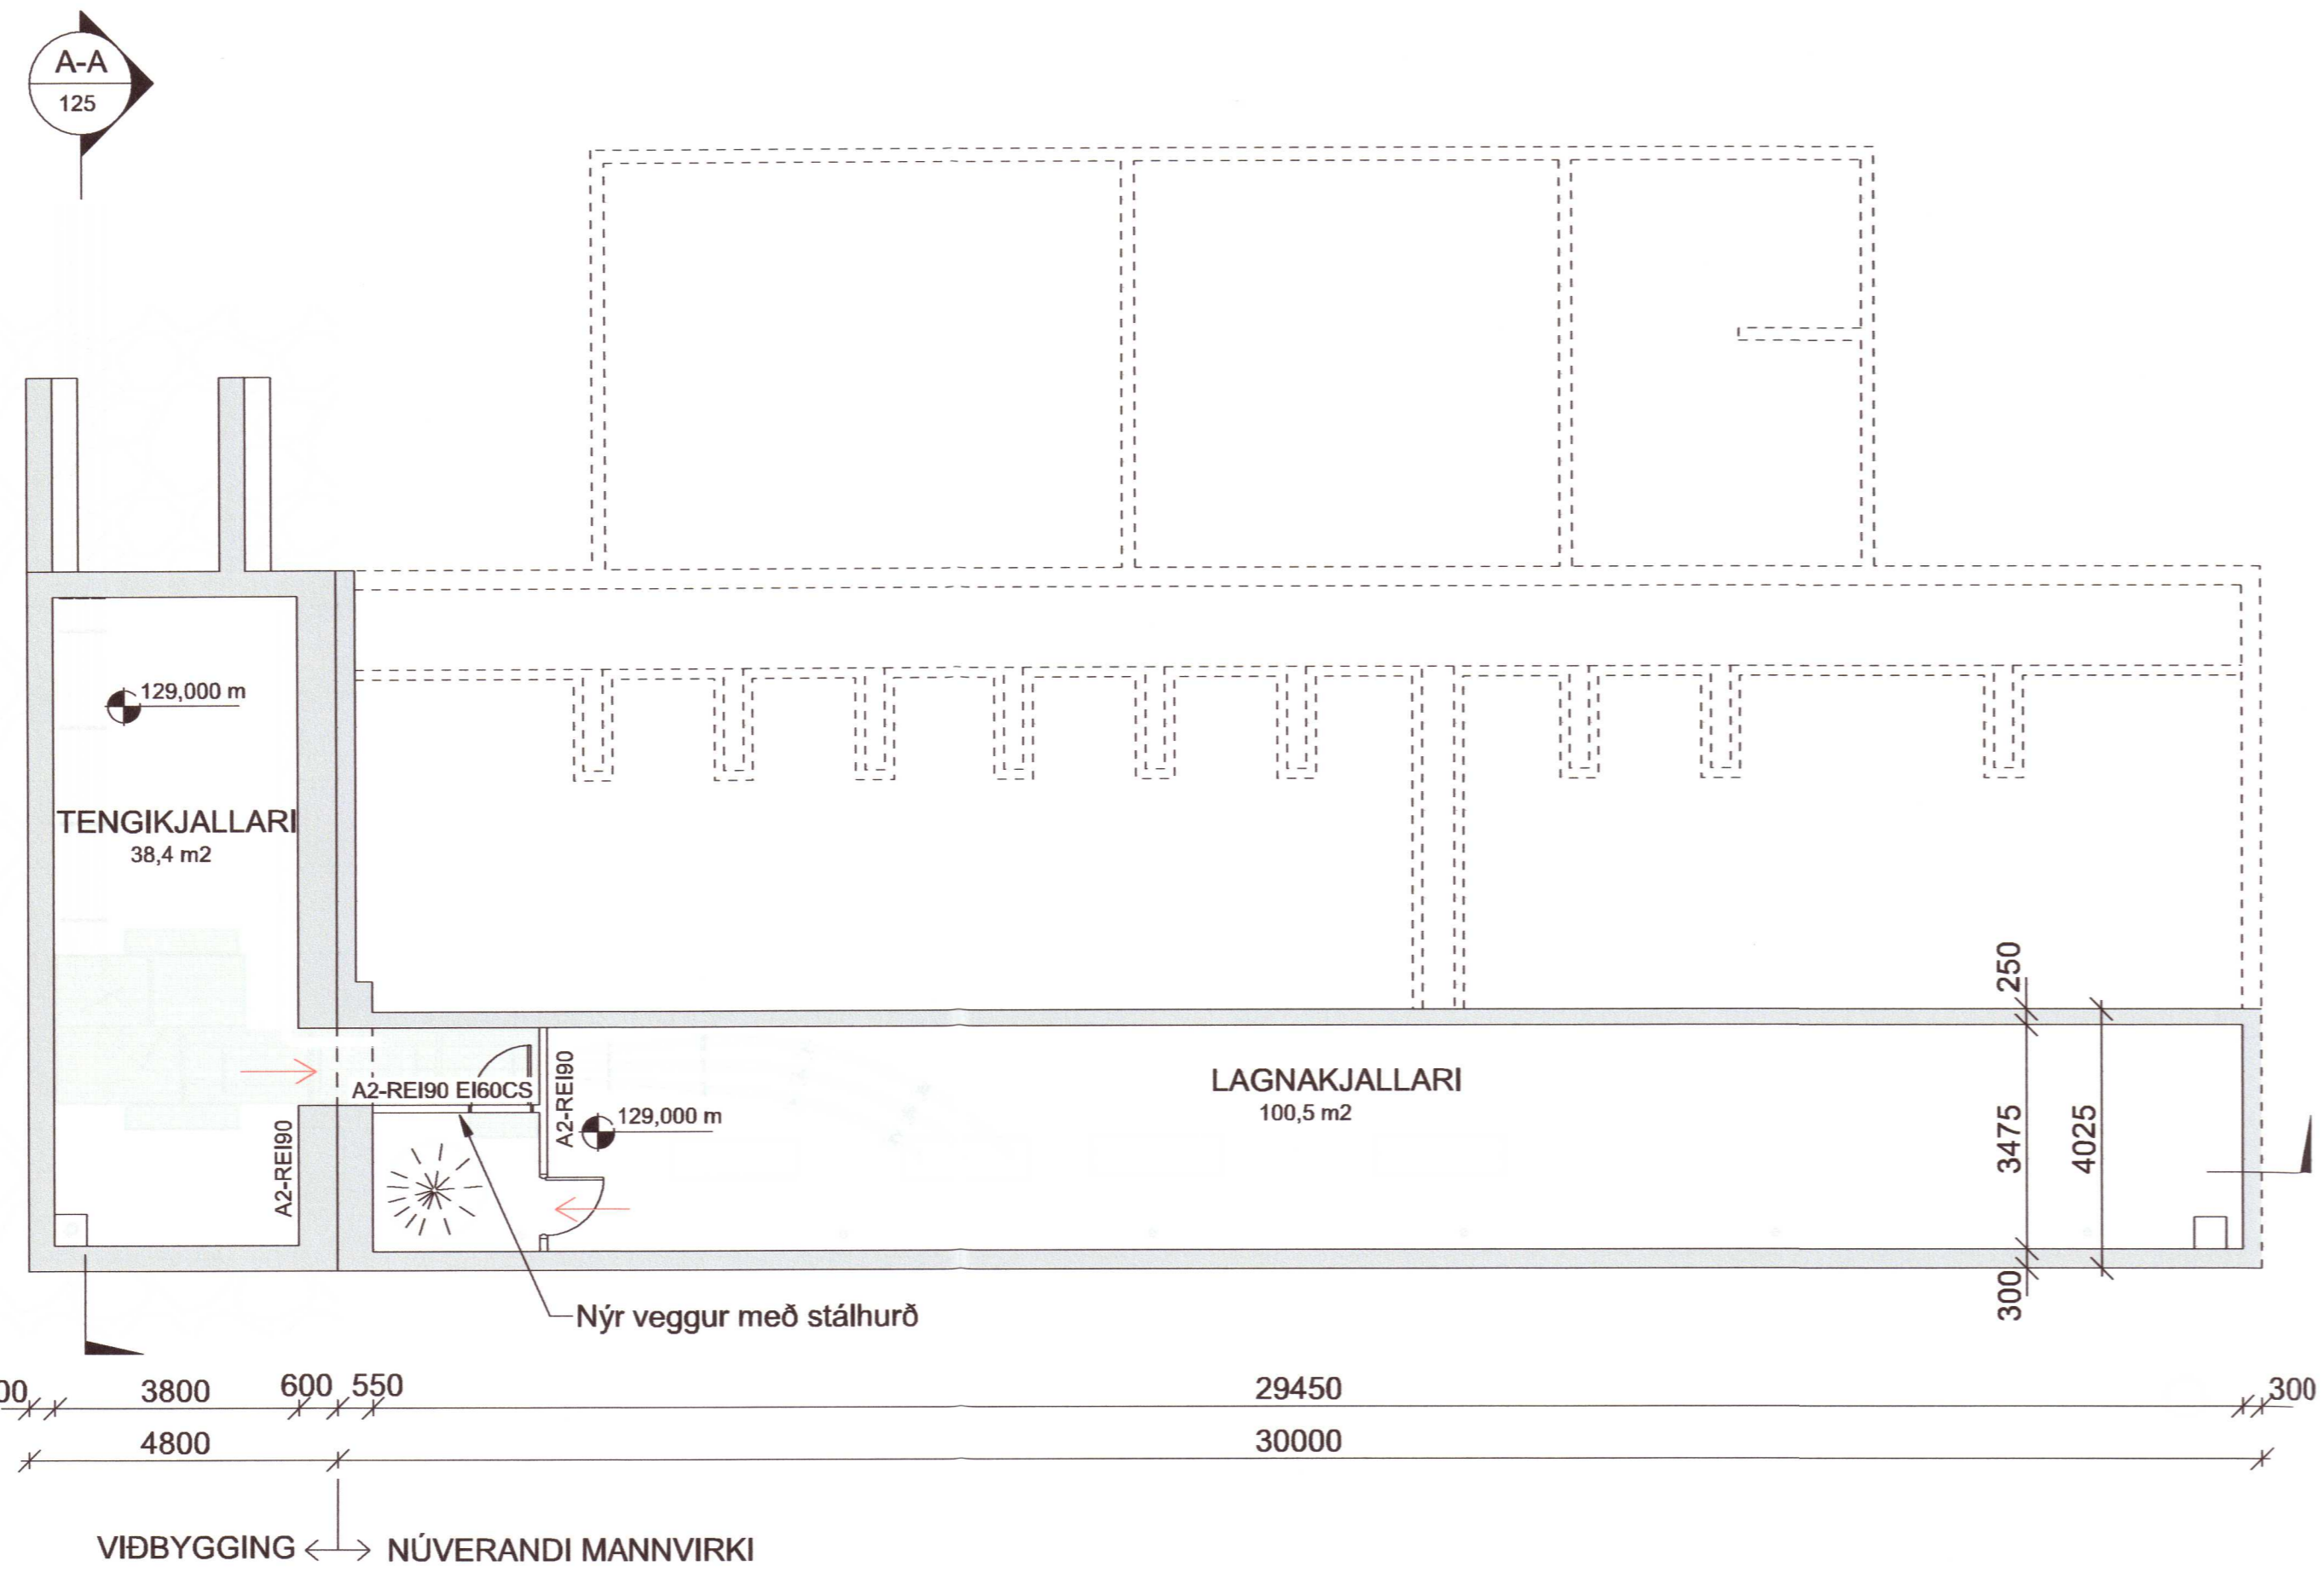 A-A
125
129,000 m
TENGIKJALLARI
38,4 m2
A2-REI90
A2-REI90 EI60CS
A2-REI90
129,000 m
LAGNAKJALLARI
100,5 m2
250
3475
4025
300
Nýr veggur með stálhurð
00
3800
600
550
29450
300
4800
30000
VIÐBYGGING
NÚVERANDI MANNVIRKI